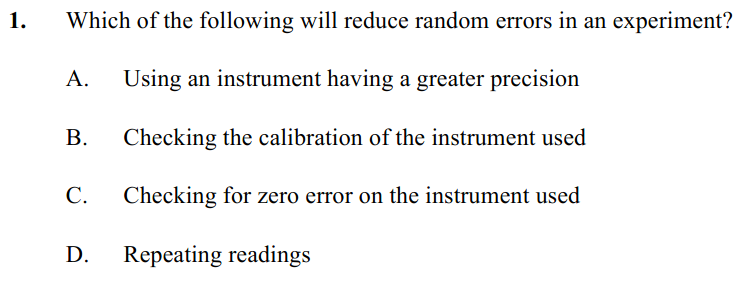 1. Which of the following will reduce random errors in an experiment?
A. Using an instrument having a greater precision
B. Checking the calibration of the instrument used
C. Checking for zero error on the instrument used
D. Repeating readings